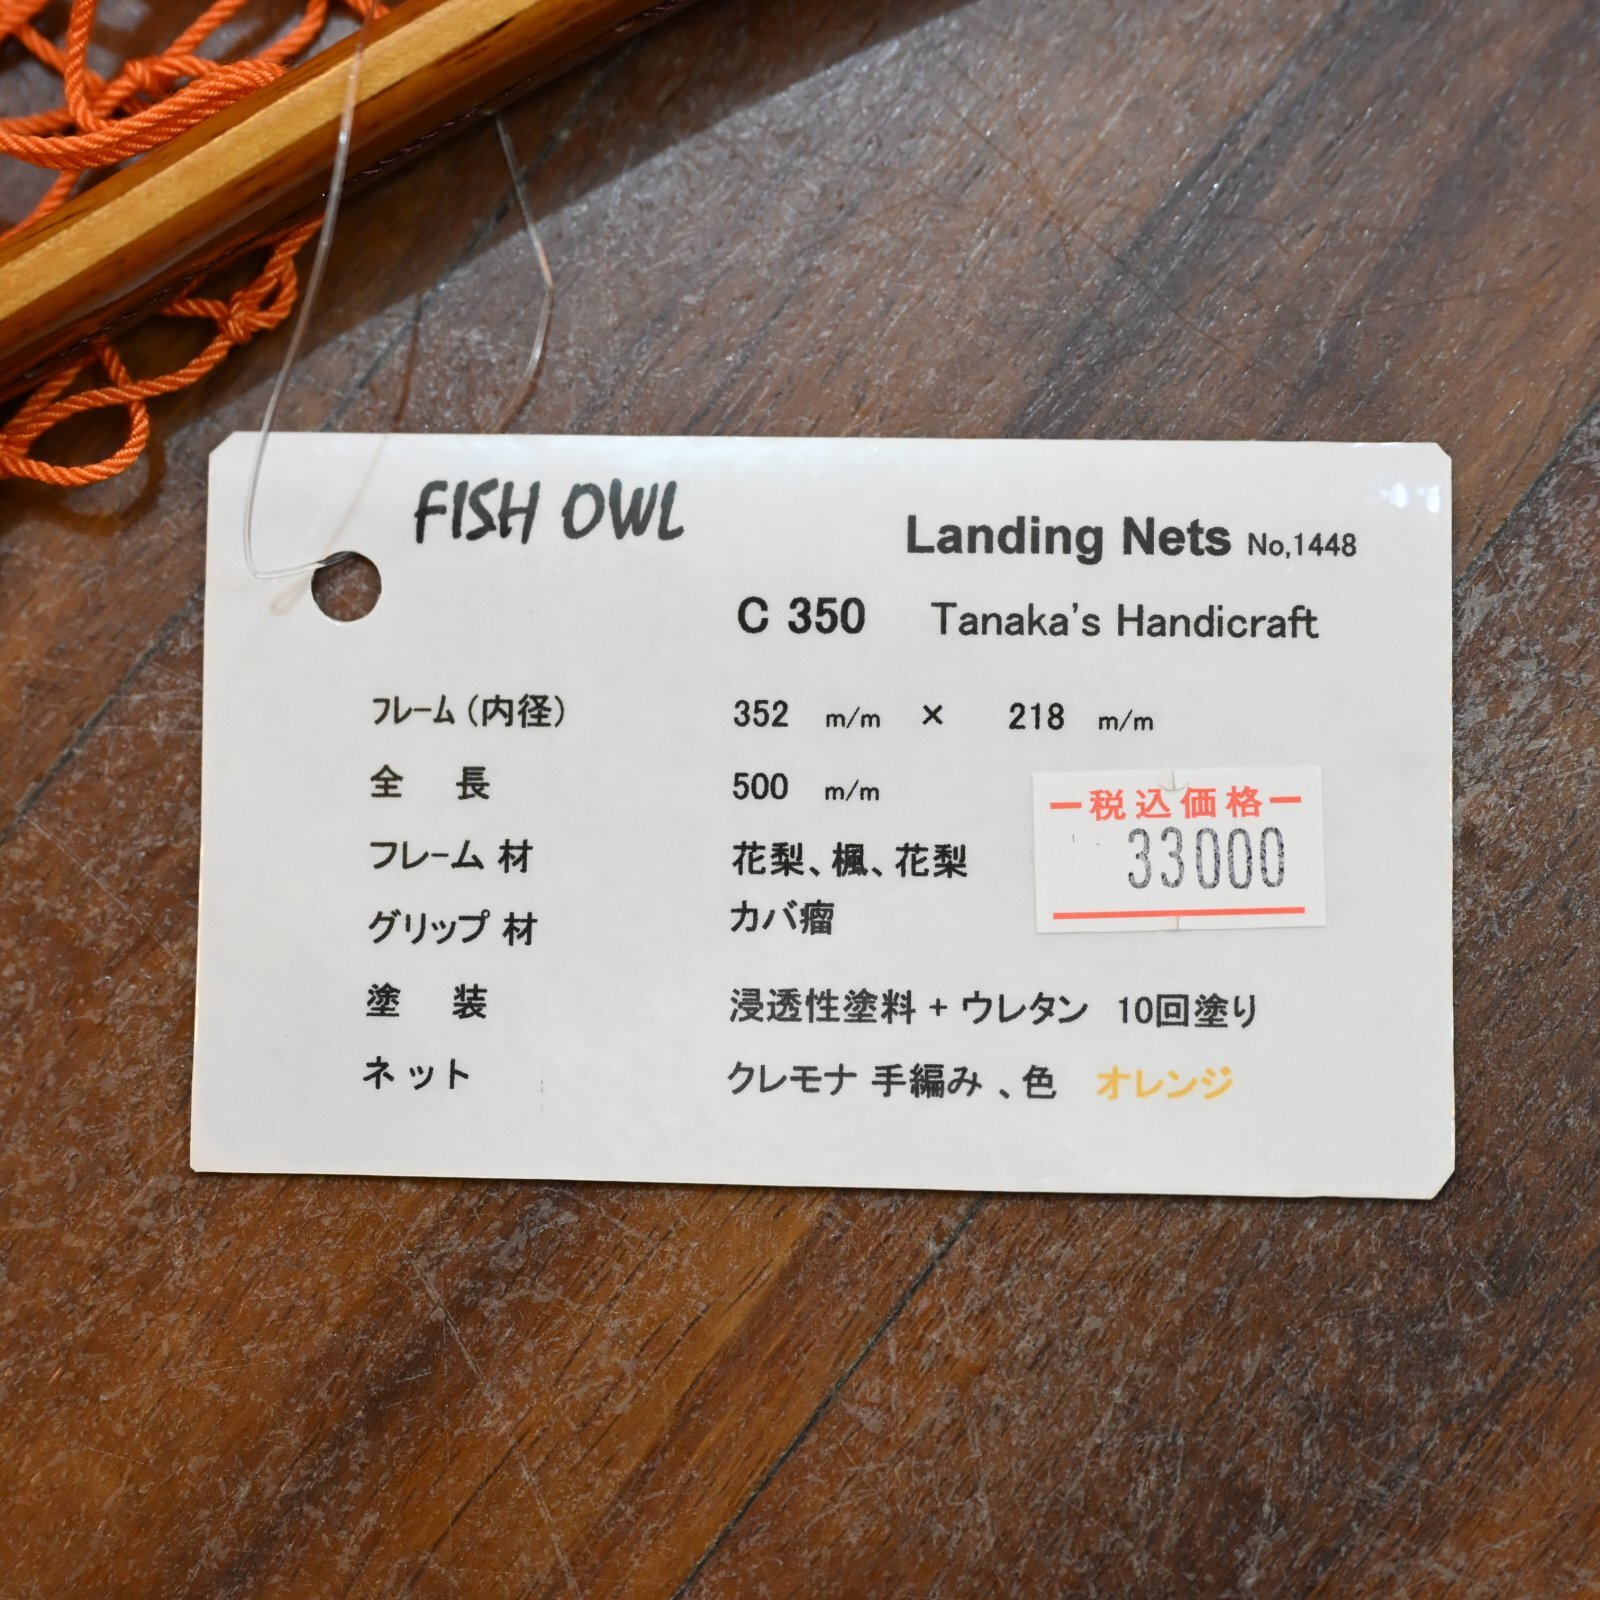 FISH OWL
Landing Nets No,1448
C 350 Tanaka's Handicraft
フレーム(内径) 352 m/m × 218 m/m
全 長 500 m/m
ー税込価格ー
33000
フレーム 材 花梨、楓、花梨
グリップ 材 カバ瘤
塗 装 浸透性塗料 + ウレタン 10回塗り
ネット クレモナ 手編み 、色 オレンジ